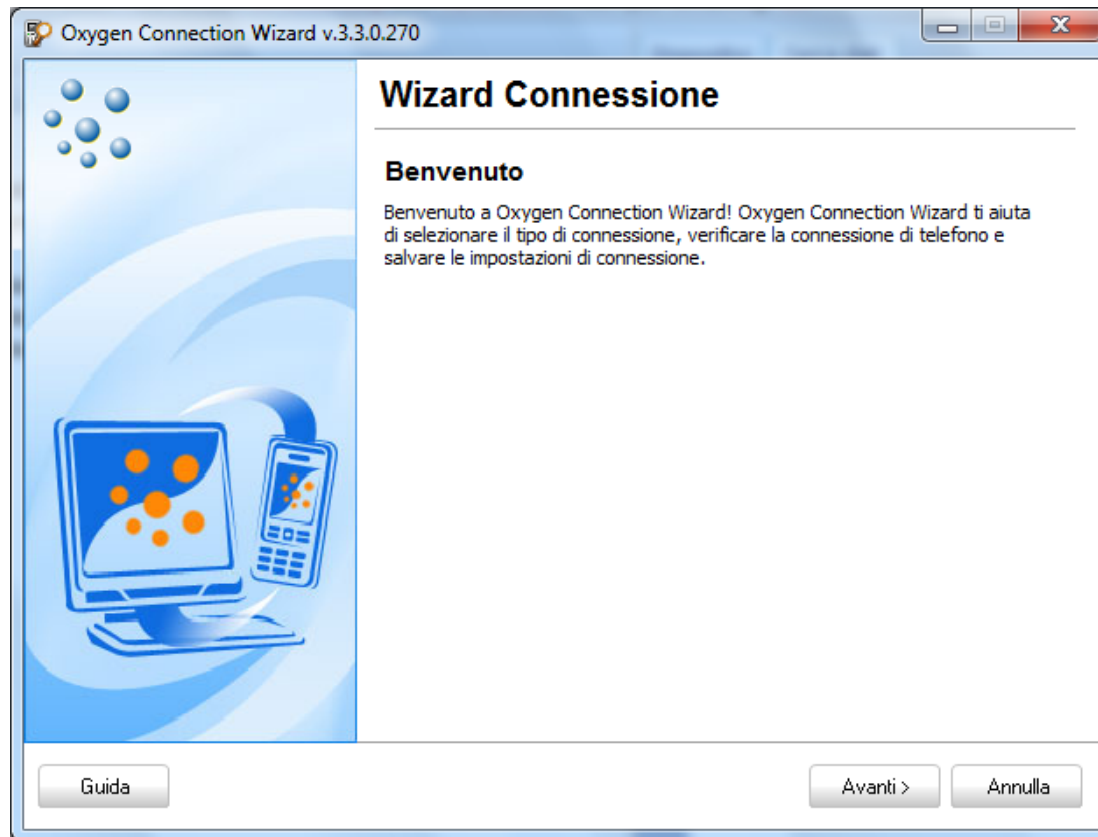 Oxygen Connection Wizard v.3.3.0.270
Wizard Connessione
Benvenuto
Benvenuto a Oxygen Connection Wizard! Oxygen Connection Wizard ti aiuta
di selezionare il tipo di connessione, verificare la connessione di telefono e
salvare le impostazioni di connessione.
Guida
Avanti >
Annulla